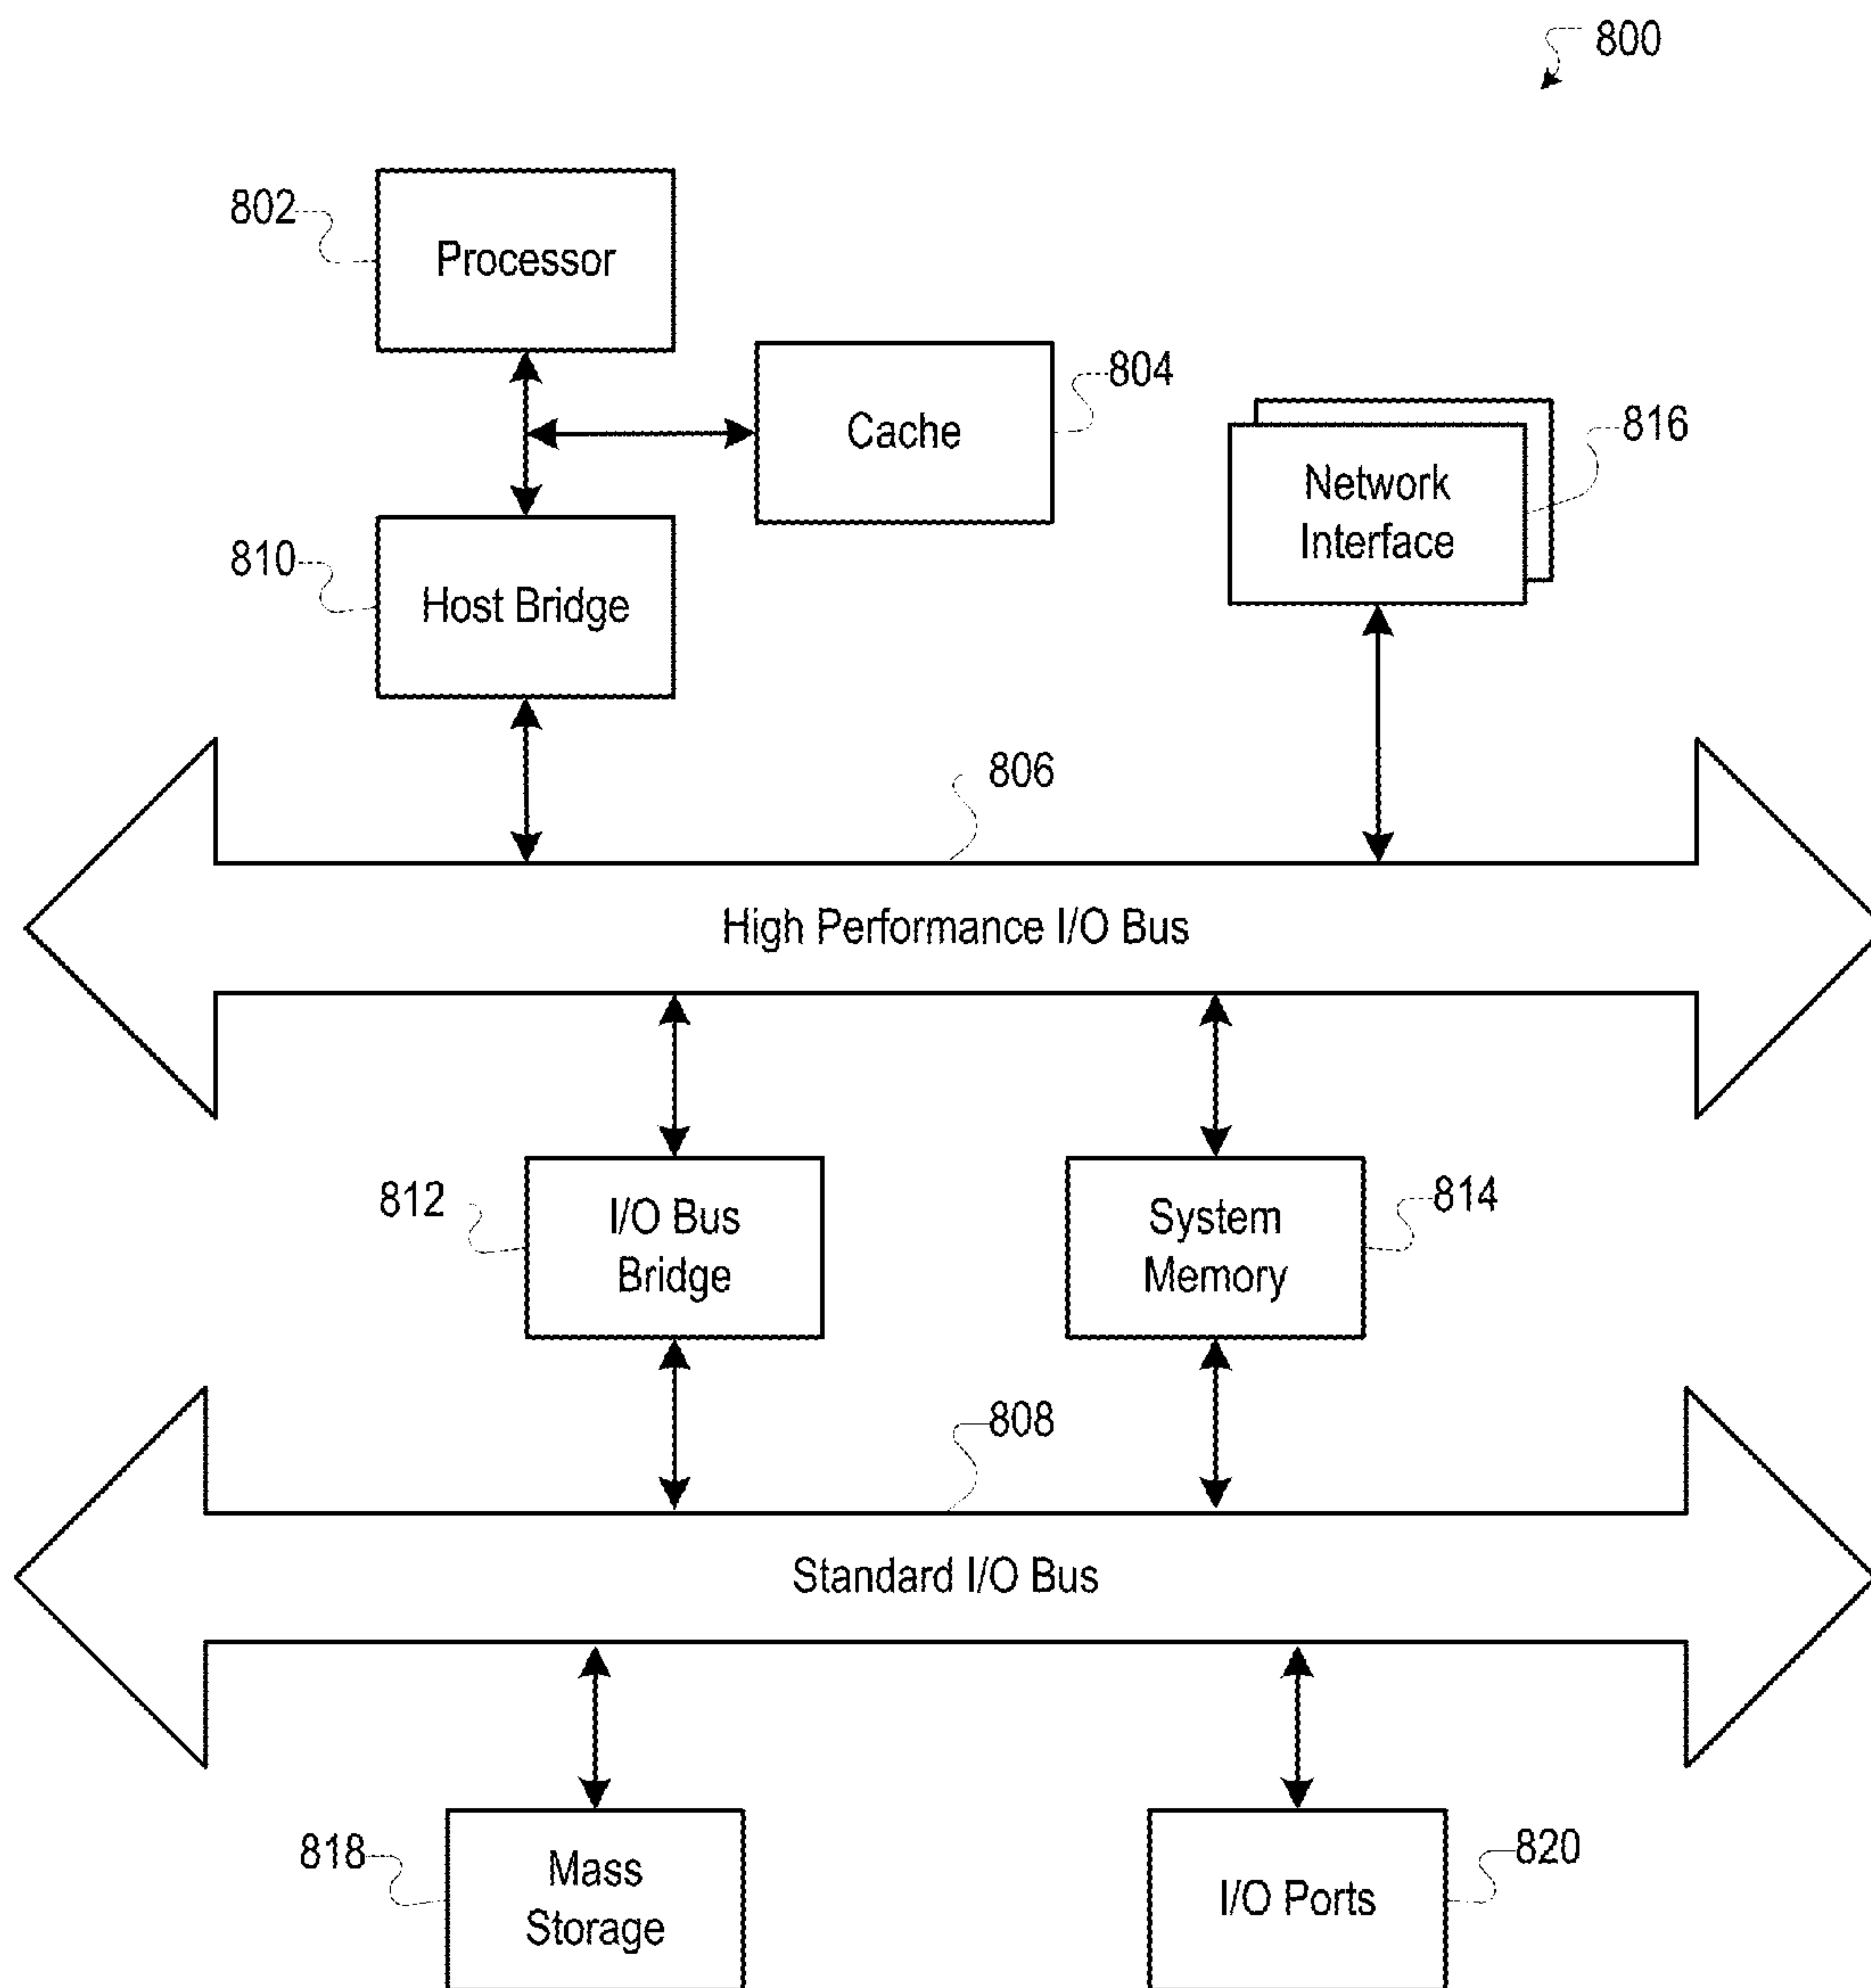 800
802
Processor
804
Cache
816
Network
Interface
810
Host Bridge
806
High Performance I/O Bus
812
I/O Bus
Bridge
814
System
Memory
808
Standard I/O Bus
818
Mass
Storage
820
I/O Ports